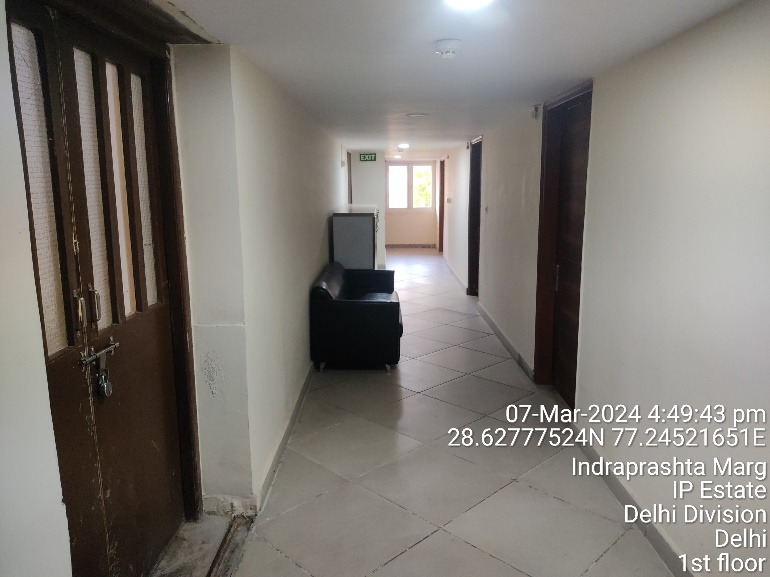 EXIT
07-Mar-2024 4:49:43 pm
28.62777524N 77.24521651E
Indraprashta Marg
IP Estate
Delhi Division
Delhi
1st floor